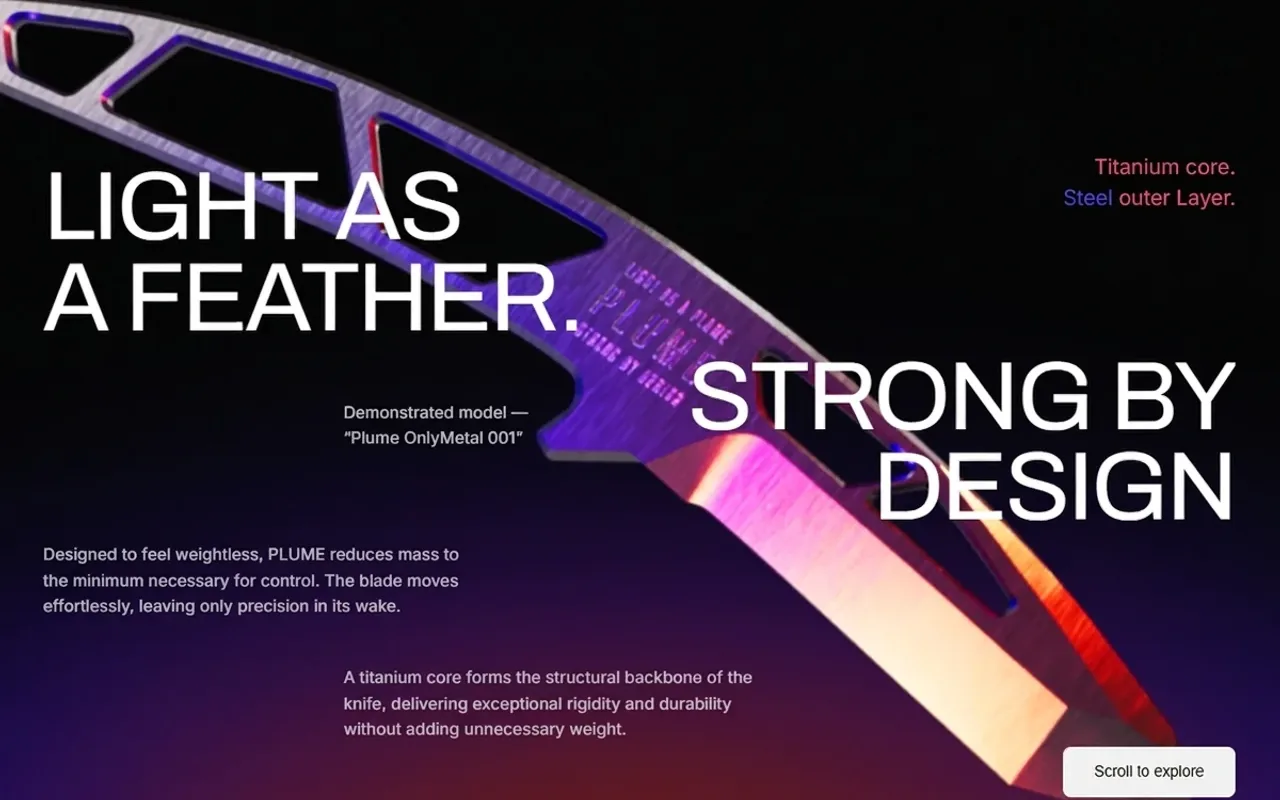 LIGHT AS
A FEATHER.
Titanium core.
Steel outer Layer.
PLUME
STRONG BY DESIGN
STRONG BY
DESIGN
Demonstrated model —
“Plume OnlyMetal 001”
Designed to feel weightless, PLUME reduces mass to
the minimum necessary for control. The blade moves
effortlessly, leaving only precision in its wake.
A titanium core forms the structural backbone of the
knife, delivering exceptional rigidity and durability
without adding unnecessary weight.
Scroll to explore